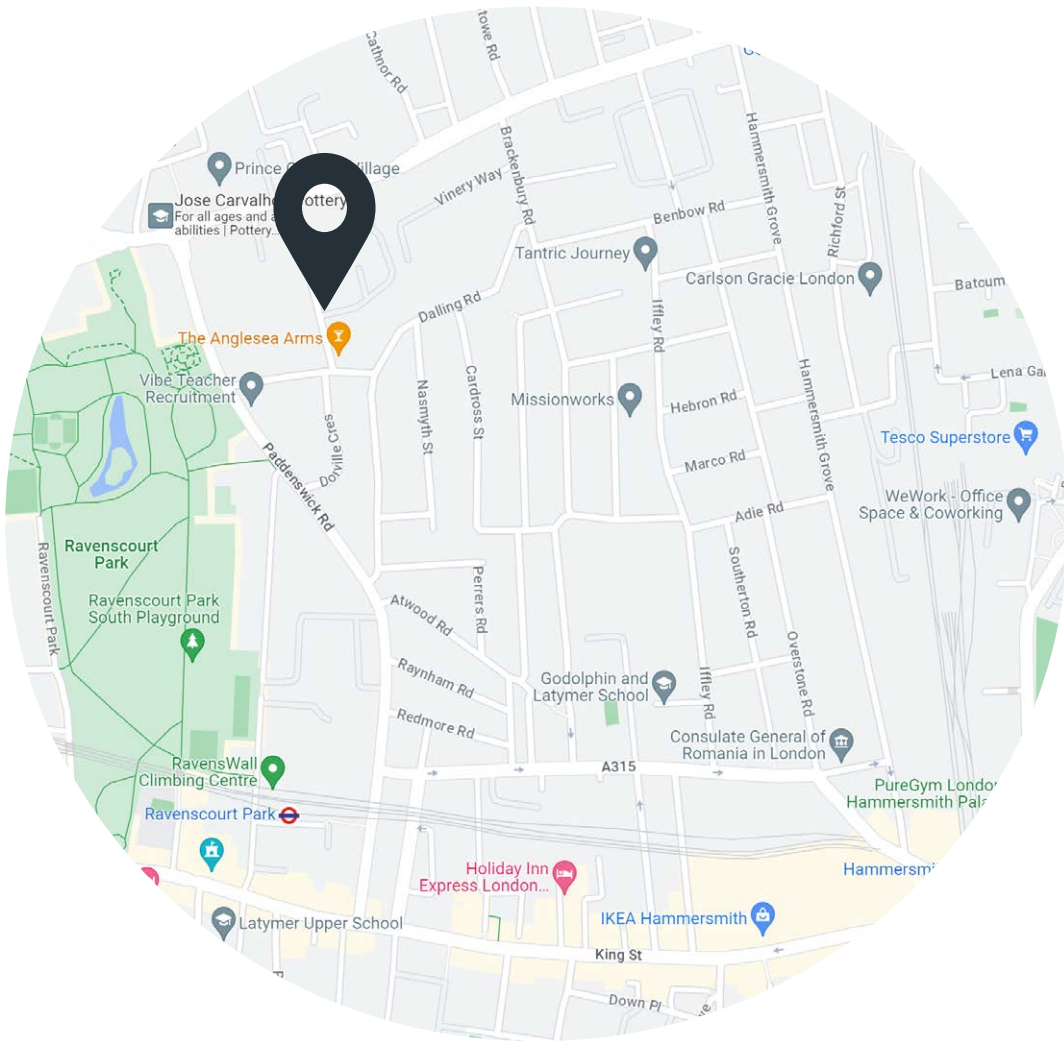 Cathnor Rd
towe Rd
Prince
Village
Jose Carvalho Pottery
For all ages and a
abilities | Pottery...
Vinery Way
Brackenbury Rd
Hammersmith Grove
Benbow Rd
Richford St
Tantric Journey
Carlson Gracie London
Batcum
Dalling Rd
Iffley Rd
The Anglesea Arms
Vibe Teacher
Recruitment
Nasmyth St
Cardross St
Missionworks
Hebron Rd
Hammersmith Grove
Lena Ga
Tesco Superstore
Dolville Cres
Paddenswick Rd
Marco Rd
WeWork - Office
Space & Coworking
Adie Rd
Ravenscourt
Park
Ravenscourt Park
Ravenscourt Park
South Playground
Perrers Rd
Southerton Rd
Atwood Rd
Overstone Rd
Raynham Rd
Godolphin and
Latymer School
Iffley Rd
Redmore Rd
Consulate General of
Romania in London
A315
RavensWall
Climbing Centre
PureGym London
Hammersmith Pala
Ravenscourt Park
Holiday Inn
Express London...
Hammersmi
Latymer Upper School
IKEA Hammersmith
King St
Down Pl